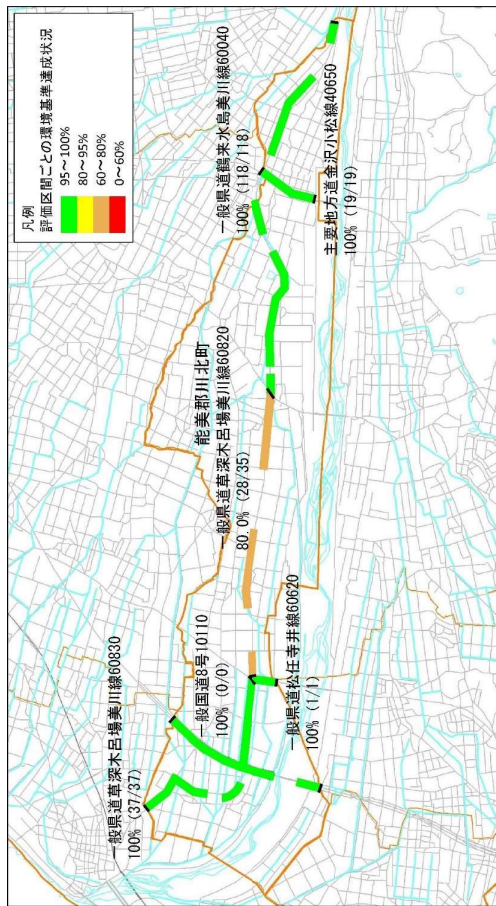 凡例
評価区間ごとの環境基準達成状況
95~100%
80~95%
60~80%
0~60%
一般県道草深木呂場美川線60830
100% (37/37)
一般国道8号10110
100% (0/0)
一般県道松任寺井線60620
100% (1/1)
能美郡川北町
一般県道草深木呂場美川線60820
80.0% (28/35)
一般県道鶴来水島美川線60040
100% (118/118)
主要地方道金沢小松線40650
100% (19/19)